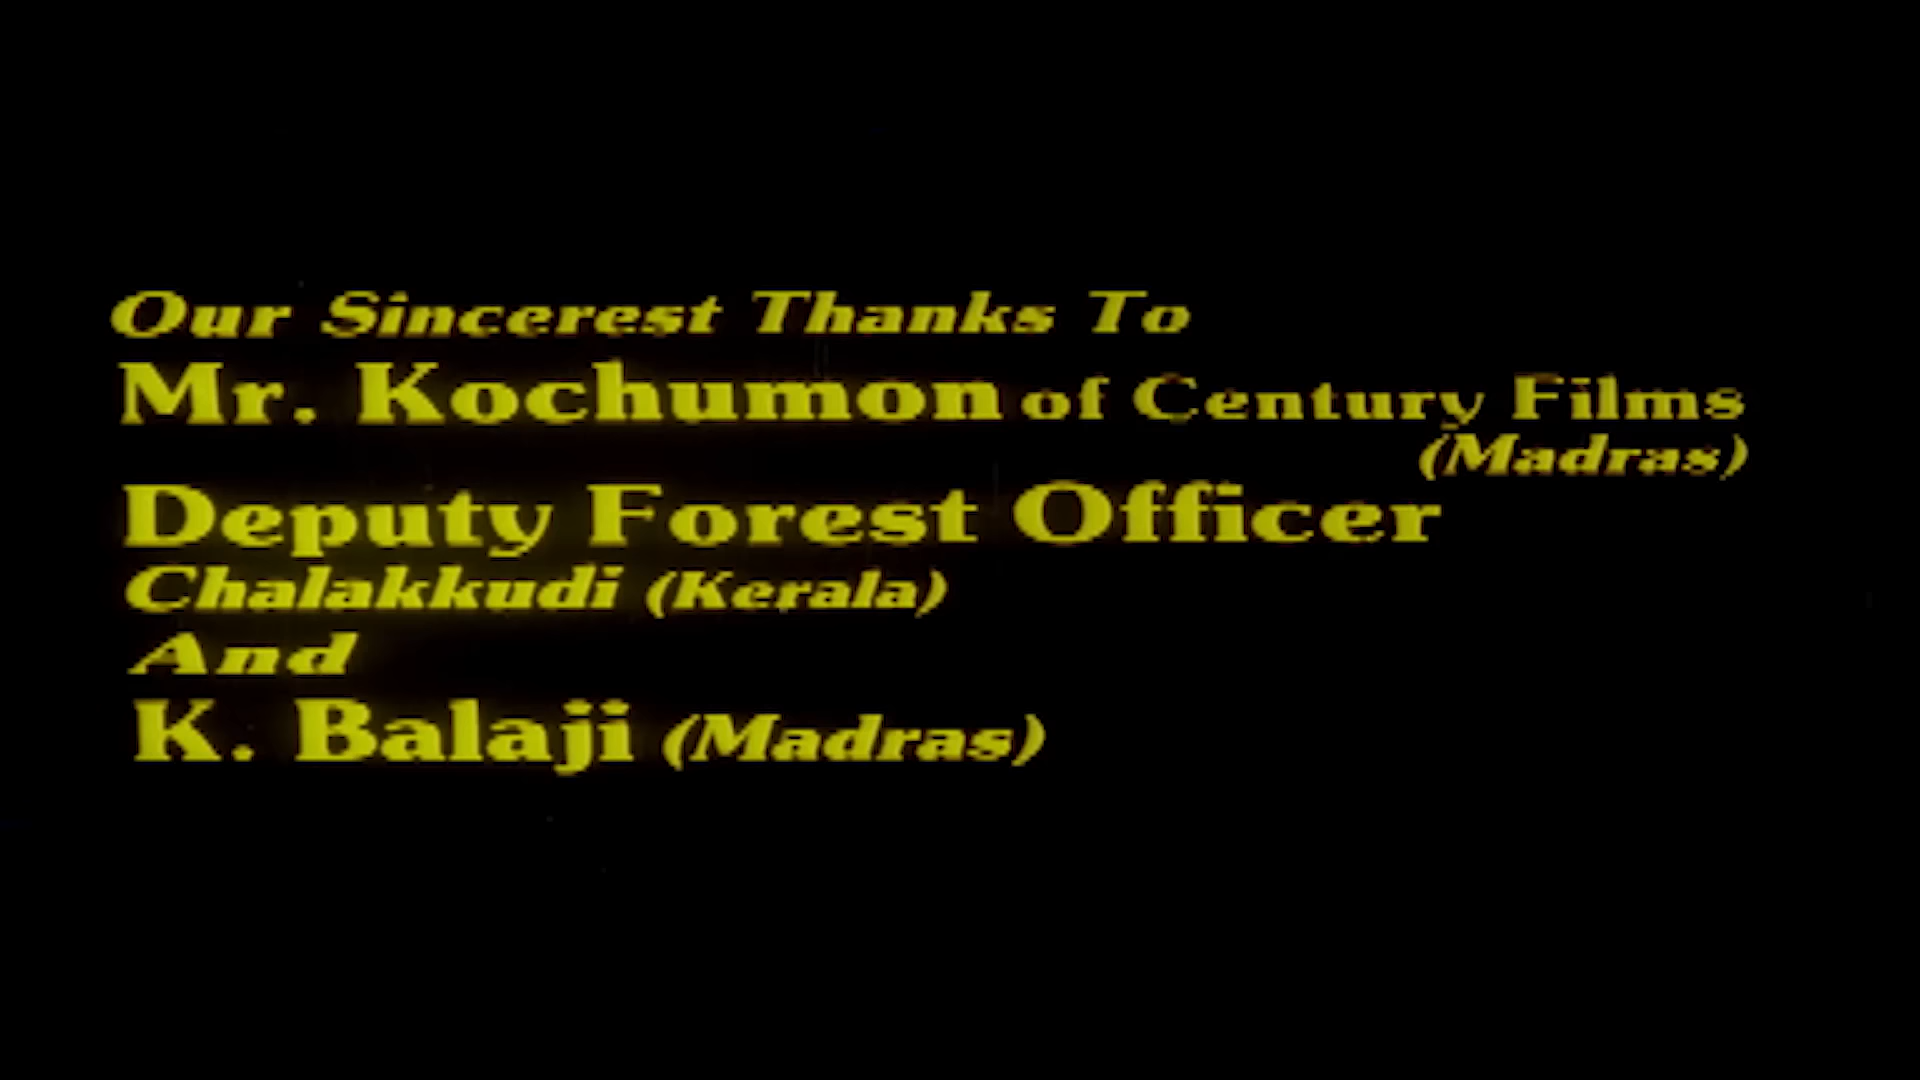 Our Sincerest Thanks To
Mr. Kochumon of Century Films
(Madras)
Deputy Forest Officer
Chalakkudi (Kerala)
And
K. Balaji (Madras)